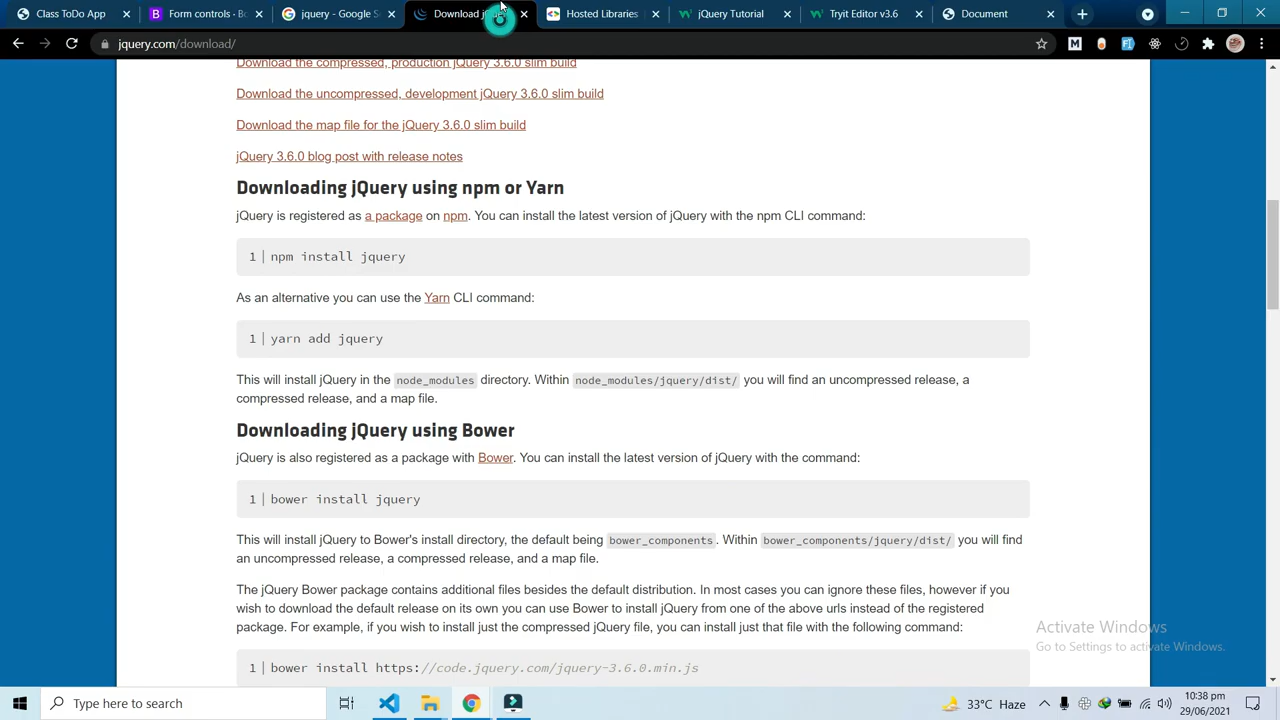 Class ToDo App
Form controls - Bo
jquery - Google Se
Download jQuery
Hosted Libraries
jQuery Tutorial
Tryit Editor v3.6
Document
jquery.com/download/
Download the compressed, production jQuery 3.6.0 slim build
Download the uncompressed, development jQuery 3.6.0 slim build
Download the map file for the jQuery 3.6.0 slim build
jQuery 3.6.0 blog post with release notes
Downloading jQuery using npm or Yarn
jQuery is registered as a package on npm. You can install the latest version of jQuery with the npm CLI command:
1 npm install jquery
As an alternative you can use the Yarn CLI command:
1 yarn add jquery
This will install jQuery in the node_modules directory. Within node_modules/jquery/dist/ you will find an uncompressed release, a
compressed release, and a map file.
Downloading jQuery using Bower
jQuery is also registered as a package with Bower. You can install the latest version of jQuery with the command:
1 bower install jquery
This will install jQuery to Bower's install directory, the default being bower_components. Within bower_components/jquery/dist/ you will find
an uncompressed release, a compressed release, and a map file.
The jQuery Bower package contains additional files besides the default distribution. In most cases you can ignore these files, however if you
wish to download the default release on its own you can use Bower to install jQuery from one of the above urls instead of the registered
package. For example, if you wish to install just the compressed jQuery file, you can install just that file with the following command:
1 bower install https://code.jquery.com/jquery-3.6.0.min.js
Activate Windows
Go to Settings to activate Windows.
Type here to search
33°C Haze
10:38 pm
29/06/2021